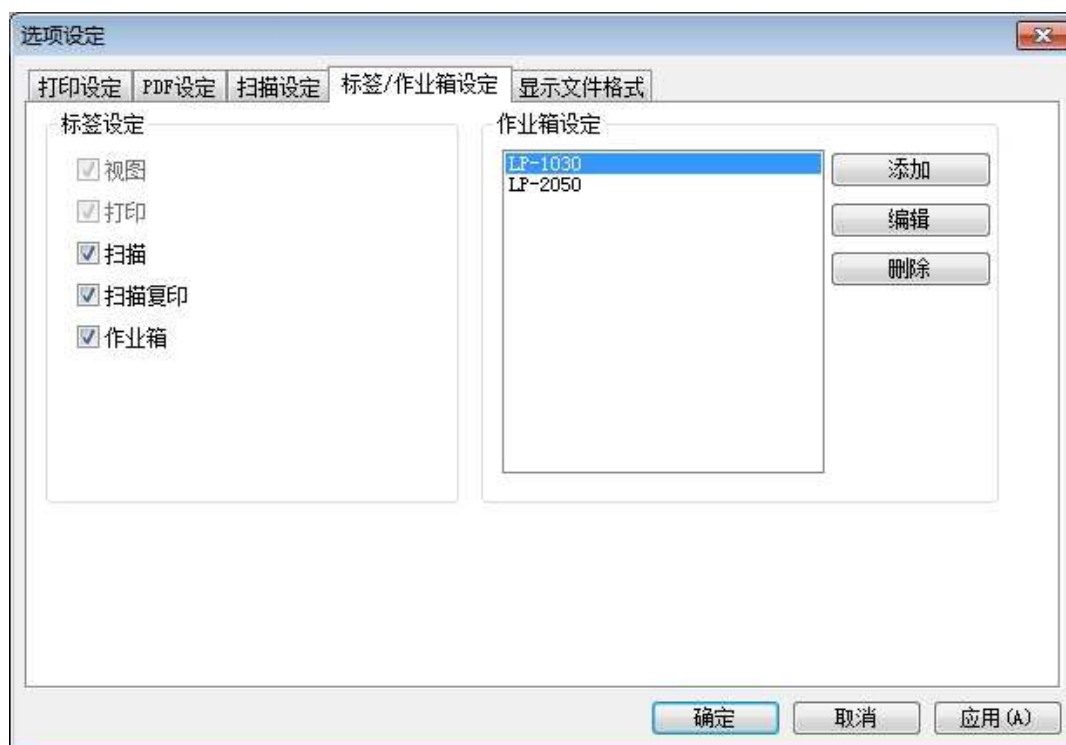 选项设定
打印设定 PDF设定 扫描设定 标签/作业箱设定 显示文件格式
标签设定
视图
打印
扫描
扫描复印
作业箱
作业箱设定
LP-1030
LP-2050
添加
编辑
删除
确定 取消 应用(A)